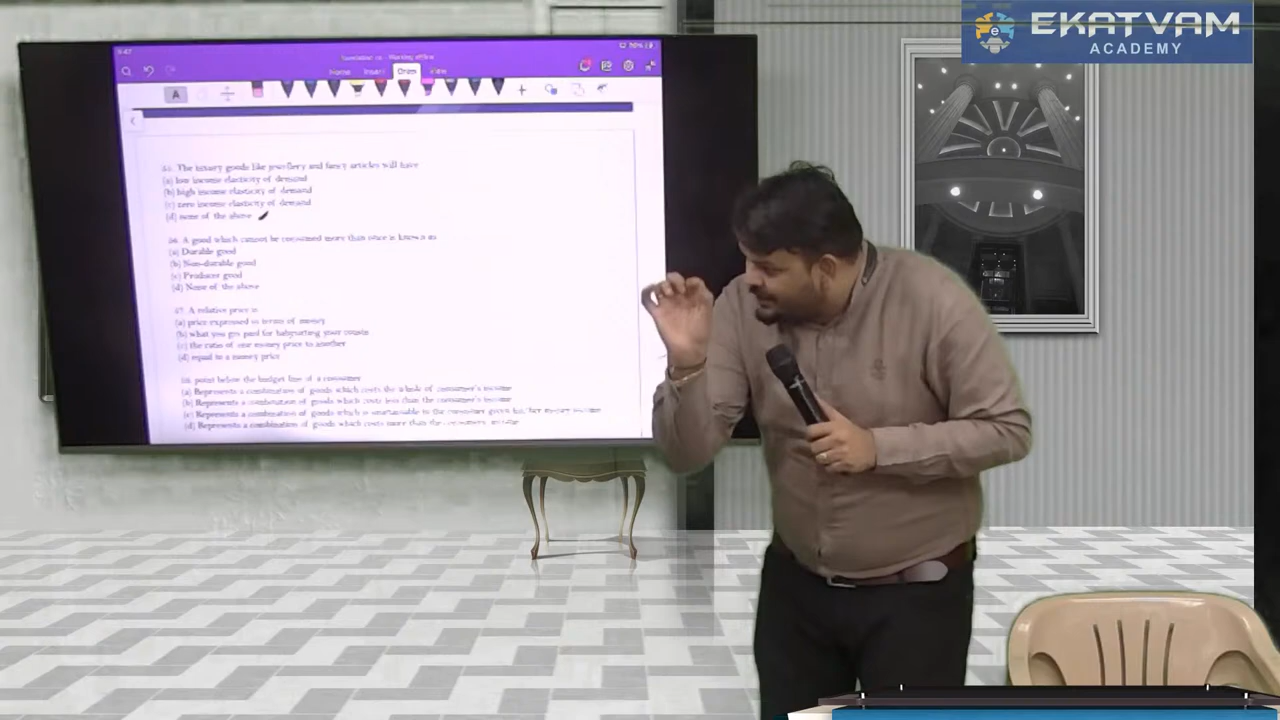 EKATVAM
ACADEMY
Home Insert Draw View
A
The luxury goods like jewellery and fancy articles will have
(a) low income elasticity of demand
(b) high income elasticity of demand
(c) zero income elasticity of demand
(d) none of the above
A good which cannot be consumed more than once is known as
(a) Durable good
(b) Non-durable good
(c) Producer good
(d) None of the above
A relative price is
(a) price expressed in terms of money
(b) what you get paid for babysitting your cousin
(c) the ratio of one money price to another
(d) equal to a money price
point below the budget line of a consumer
(a) Represents a combination of goods which costs the whole of consumer's income
(b) Represents a combination of goods which costs less than the consumer's income
(c) Represents a combination of goods which is unattainable to the consumer given his/her money income
(d) Represents a combination of goods which costs more than the consumers income